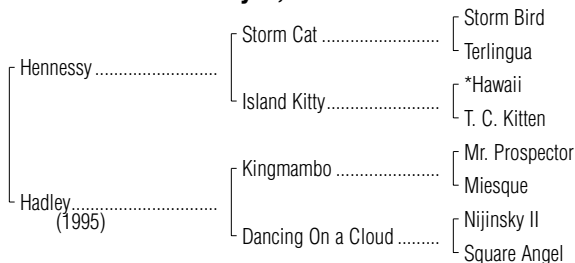 Storm Bird
Storm Cat ........................
Terlingua
Hennessy ..........................
*Hawaii
Island Kitty........................
T. C. Kitten
Mr. Prospector
Kingmambo ......................
Miesque
Hadley...............................
(1995)
Nijinsky II
Dancing On a Cloud .........
Square Angel